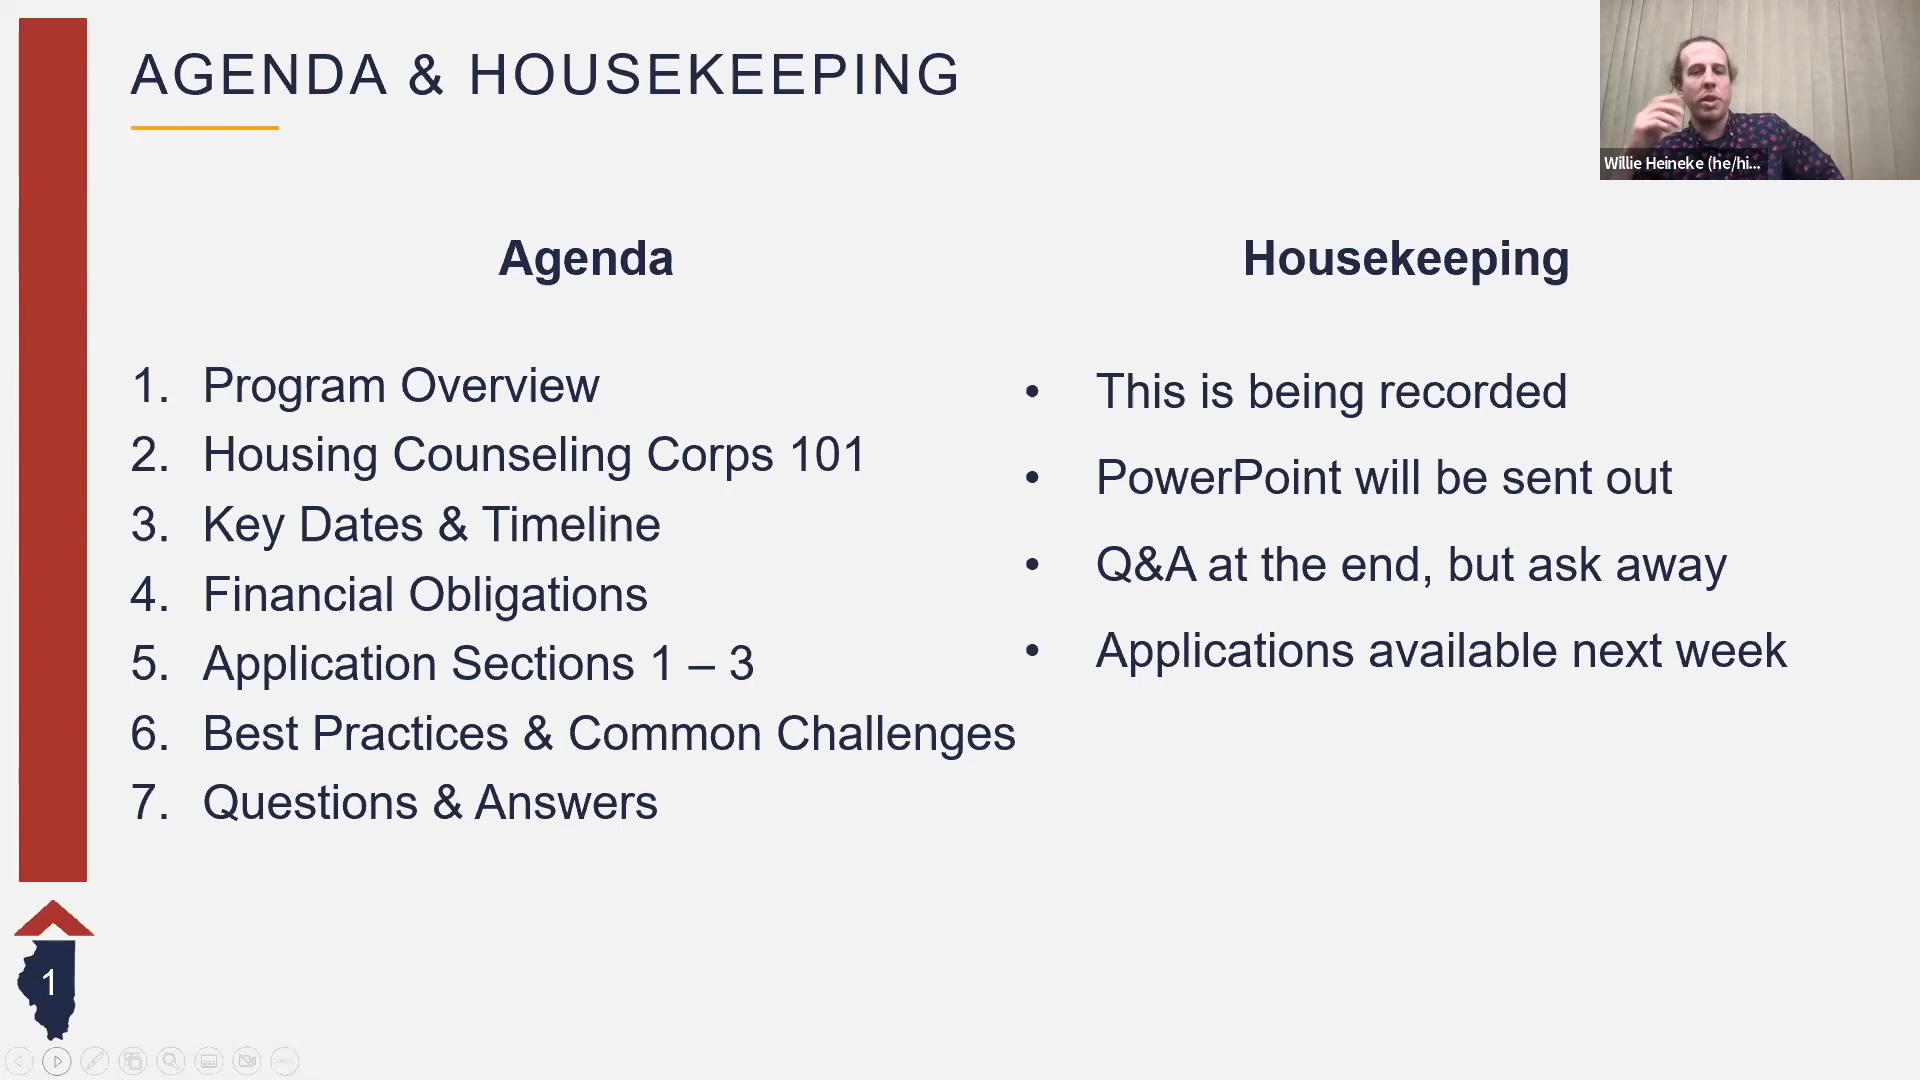 AGENDA & HOUSEKEEPING
Willie Heineke (he/hi...
Agenda
1. Program Overview
2. Housing Counseling Corps 101
3. Key Dates & Timeline
4. Financial Obligations
5. Application Sections 1 – 3
6. Best Practices & Common Challenges
7. Questions & Answers
Housekeeping
• This is being recorded
• PowerPoint will be sent out
• Q&A at the end, but ask away
• Applications available next week
1